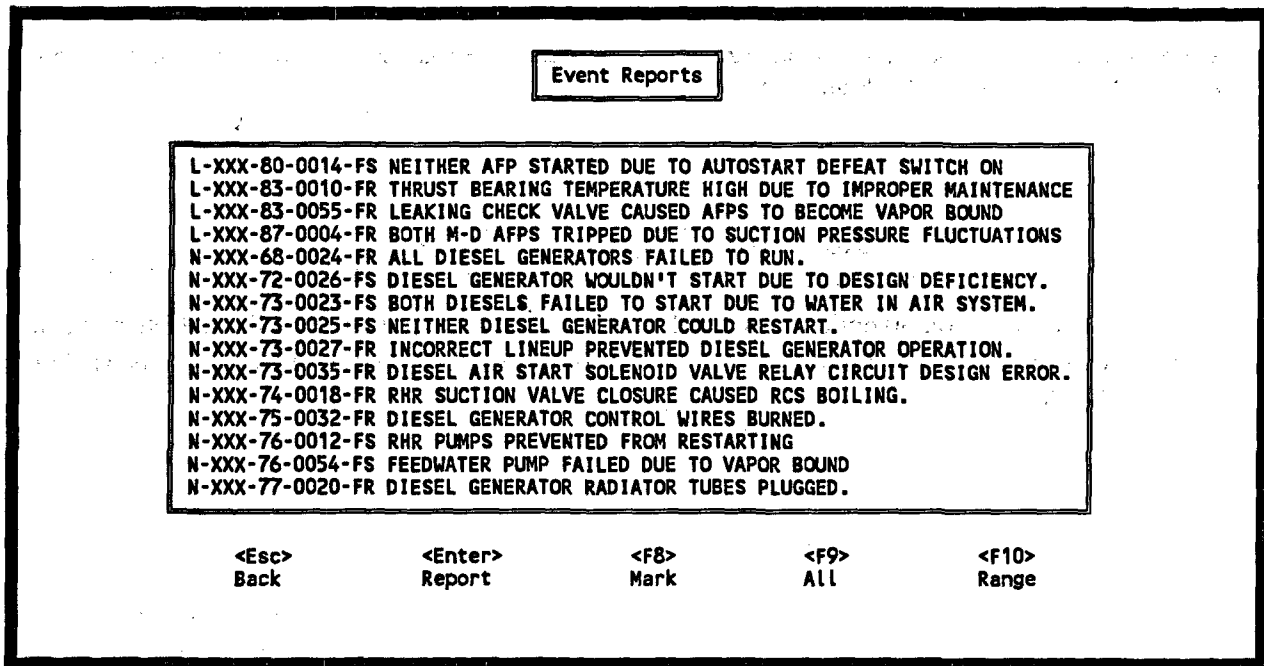 Event Reports
L-XXX-80-0014-FS NEITHER AFP STARTED DUE TO AUTOSTART DEFEAT SWITCH ON
L-XXX-83-0010-FR THRUST BEARING TEMPERATURE HIGH DUE TO IMPROPER MAINTENANCE
L-XXX-83-0055-FR LEAKING CHECK VALVE CAUSED AFPS TO BECOME VAPOR BOUND
L-XXX-87-0004-FR BOTH M-D AFPS TRIPPED DUE TO SUCTION PRESSURE FLUCTUATIONS
N-XXX-68-0024-FR ALL DIESEL GENERATORS FAILED TO RUN.
N-XXX-72-0026-FS DIESEL GENERATOR WOULDN'T START DUE TO DESIGN DEFICIENCY.
N-XXX-73-0023-FS BOTH DIESELS FAILED TO START DUE TO WATER IN AIR SYSTEM.
N-XXX-73-0025-FS NEITHER DIESEL GENERATOR COULD RESTART.
N-XXX-73-0027-FR INCORRECT LINEUP PREVENTED DIESEL GENERATOR OPERATION.
N-XXX-73-0035-FR DIESEL AIR START SOLENOID VALVE RELAY CIRCUIT DESIGN ERROR.
N-XXX-74-0018-FR RHR SUCTION VALVE CLOSURE CAUSED RCS BOILING.
N-XXX-75-0032-FR DIESEL GENERATOR CONTROL WIRES BURNED.
N-XXX-76-0012-FS RHR PUMPS PREVENTED FROM RESTARTING
N-XXX-76-0054-FS FEEDWATER PUMP FAILED DUE TO VAPOR BOUND
N-XXX-77-0020-FR DIESEL GENERATOR RADIATOR TUBES PLUGGED.
<Esc> <Enter> <F8> <F9> <F10>
Back Report Mark All Range